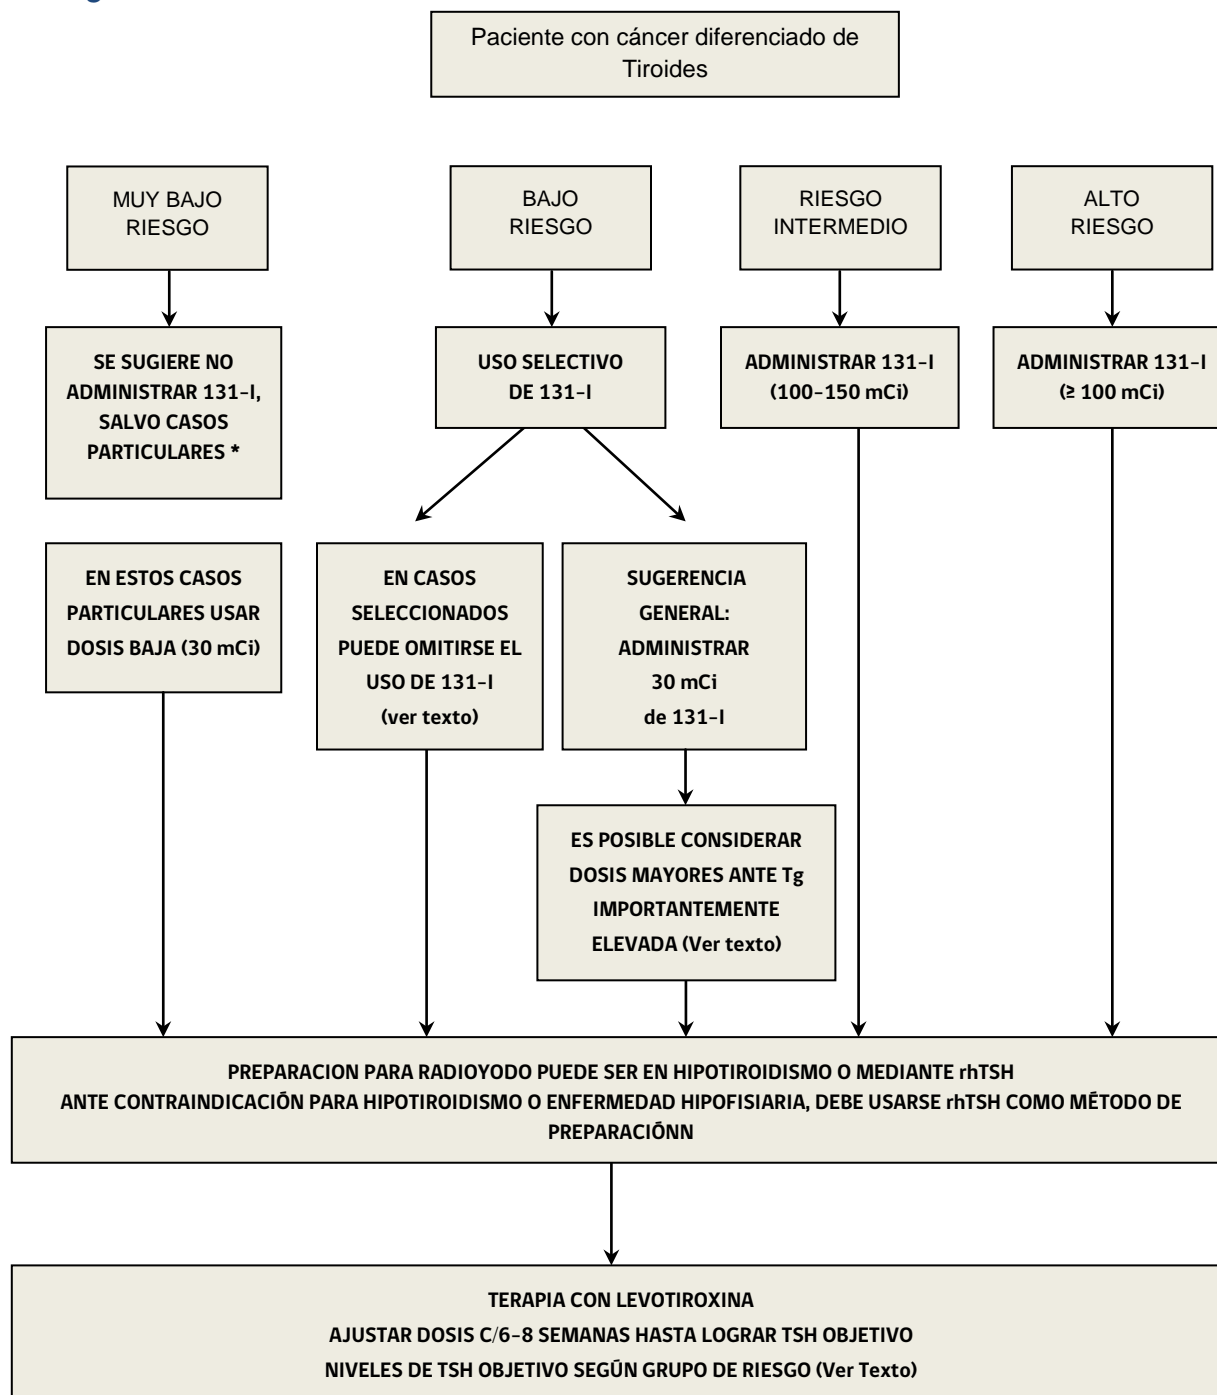 Paciente con cáncer diferenciado de
Tiroides
MUY BAJO
RIESGO
BAJO
RIESGO
RIESGO
INTERMEDIO
ALTO
RIESGO
SE SUGIERE NO
ADMINISTRAR 131-I,
SALVO CASOS
PARTICULARES *
USO SELECTIVO
DE 131-I
ADMINISTRAR 131-I
(100-150 mCi)
ADMINISTRAR 131-I
(≥ 100 mCi)
EN ESTOS CASOS
PARTICULARES USAR
DOSIS BAJA (30 mCi)
EN CASOS
SELECCIONADOS
PUEDE OMITIRSE EL
USO DE 131-I
(ver texto)
SUGERENCIA
GENERAL:
ADMINISTRAR
30 mCi
de 131-I
ES POSIBLE CONSIDERAR
DOSIS MAYORES ANTE Tg
IMPORTANTEMENTE
ELEVADA (Ver texto)
PREPARACION PARA RADIOYODO PUEDE SER EN HIPOTIROIDISMO O MEDIANTE rhTSH
ANTE CONTRAINDICACIÓN PARA HIPOTIROIDISMO O ENFERMEDAD HIPOFISIARIA, DEBE USARSE rhTSH COMO MÉTODO DE
PREPARACIÓNN
TERAPIA CON LEVOTIROXINA
AJUSTAR DOSIS C/6-8 SEMANAS HASTA LOGRAR TSH OBJETIVO
NIVELES DE TSH OBJETIVO SEGÚN GRUPO DE RIESGO (Ver Texto)